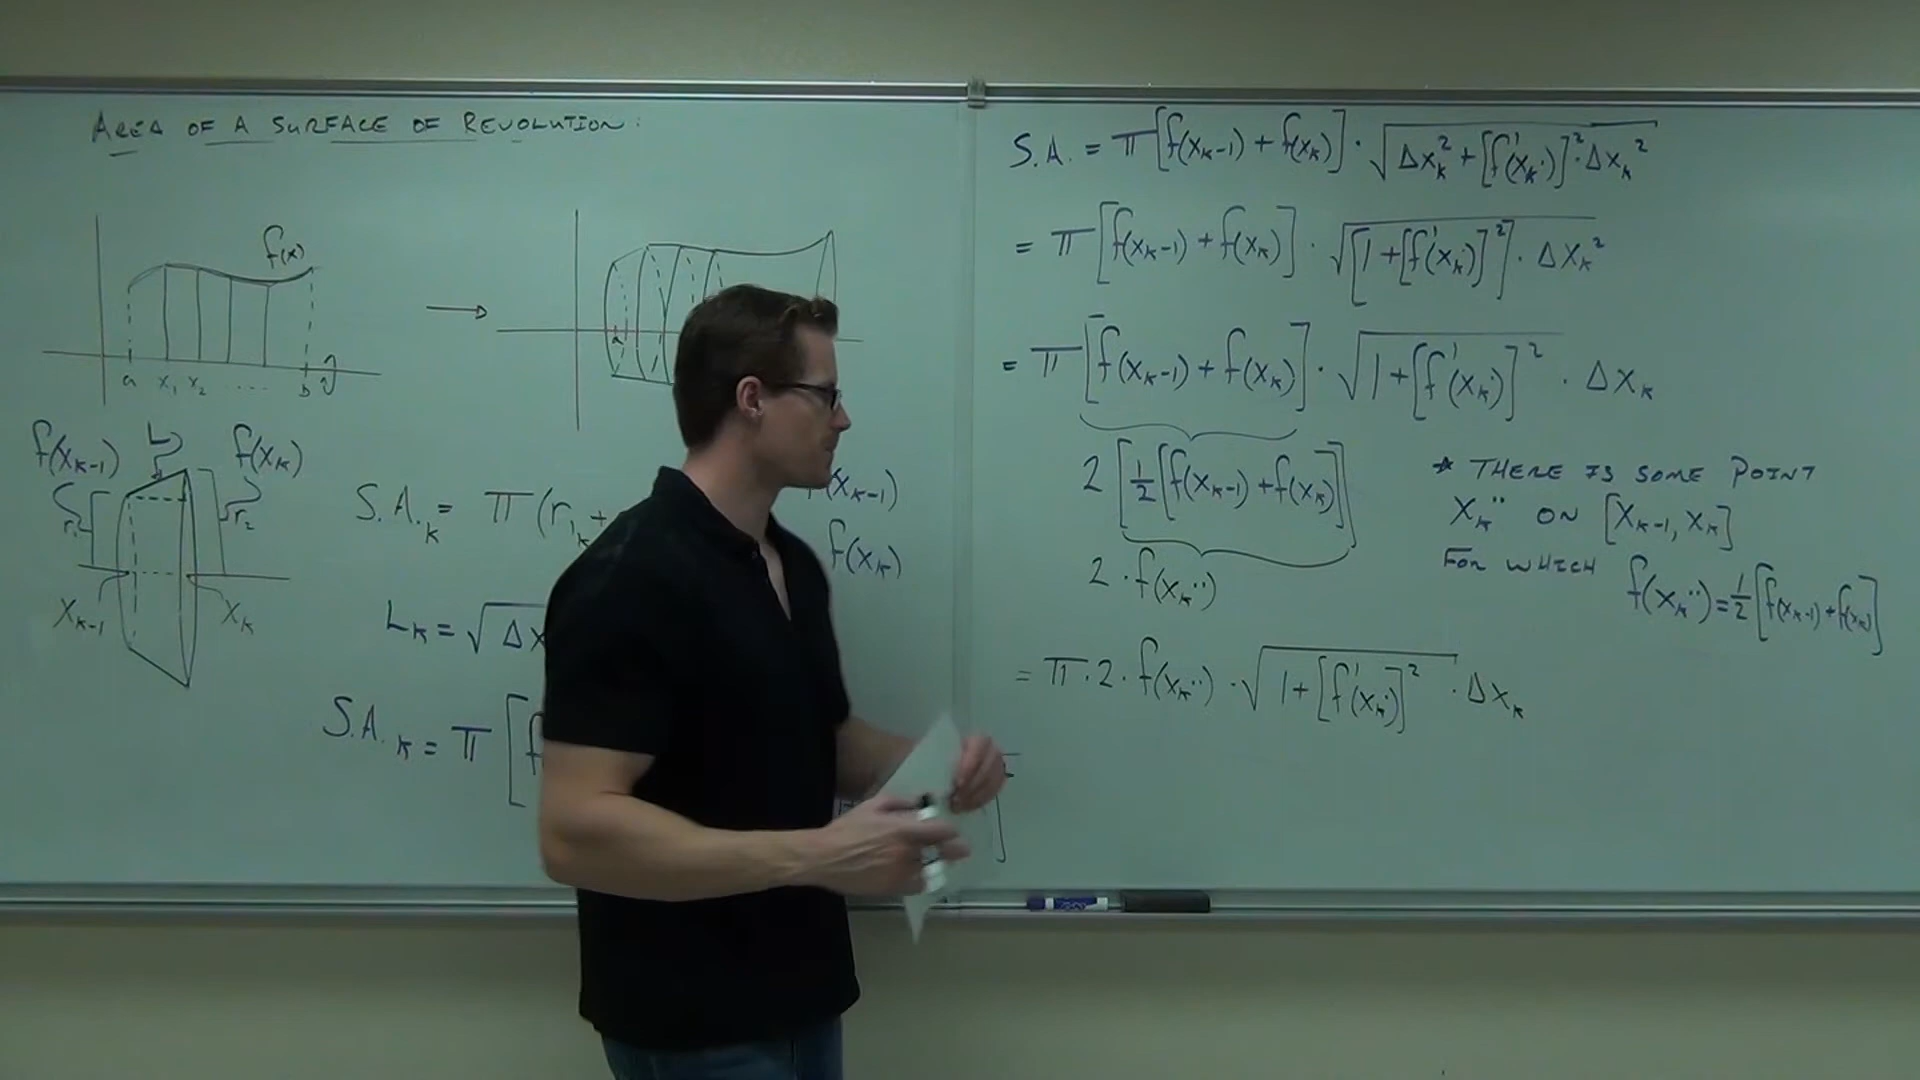 AREA OF A SURFACE OF REVOLUTION:
f(x)
a x₁ x₂ .... b
a
f(xₖ₋₁) L f(xₖ)
r₁ r₂
xₖ₋₁ xₖ
S.A.ₖ = π(r₁ₖ +
f(xₖ₋₁)
f(xₖ)
Lₖ = √Δx
S.A.ₖ = π[f
S.A. = π[f(xₖ₋₁) + f(xₖ)] · √(Δxₖ² + [f'(xₖ˙)]² · Δxₖ²)
= π[f(xₖ₋₁) + f(xₖ)] · √([1 + [f'(xₖ˙)]²] · Δxₖ²)
= π[f(xₖ₋₁) + f(xₖ)] · √(1 + [f'(xₖ˙)]²) · Δxₖ
2[½[f(xₖ₋₁) + f(xₖ)]]
2 · f(xₖ˙˙)
* THERE IS SOME POINT
xₖ˙˙ ON [xₖ₋₁, xₖ]
FOR WHICH f(xₖ˙˙) = ½[f(xₖ₋₁) + f(xₖ)]
= π · 2 · f(xₖ˙˙) · √(1 + [f'(xₖ˙)]²) · Δxₖ